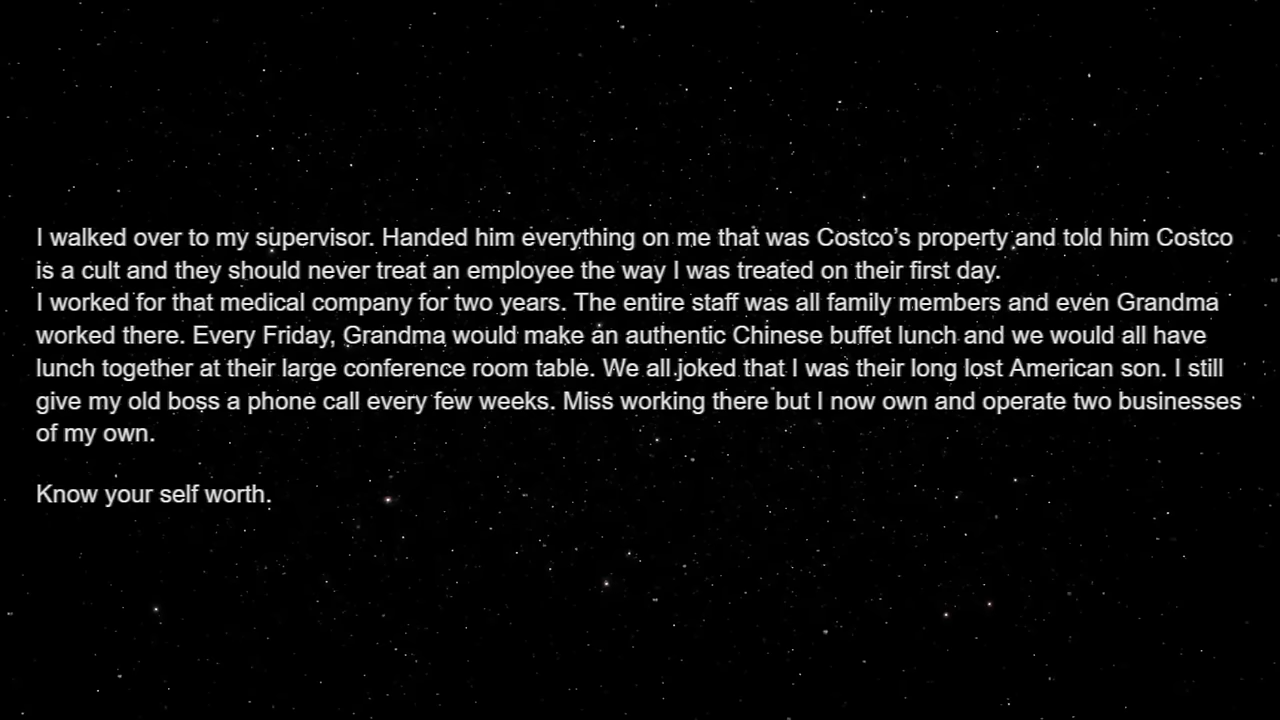 I walked over to my supervisor. Handed him everything on me that was Costco’s property and told him Costco
is a cult and they should never treat an employee the way I was treated on their first day.
I worked for that medical company for two years. The entire staff was all family members and even Grandma
worked there. Every Friday, Grandma would make an authentic Chinese buffet lunch and we would all have
lunch together at their large conference room table. We all joked that I was their long lost American son. I still
give my old boss a phone call every few weeks. Miss working there but I now own and operate two businesses
of my own.
Know your self worth.